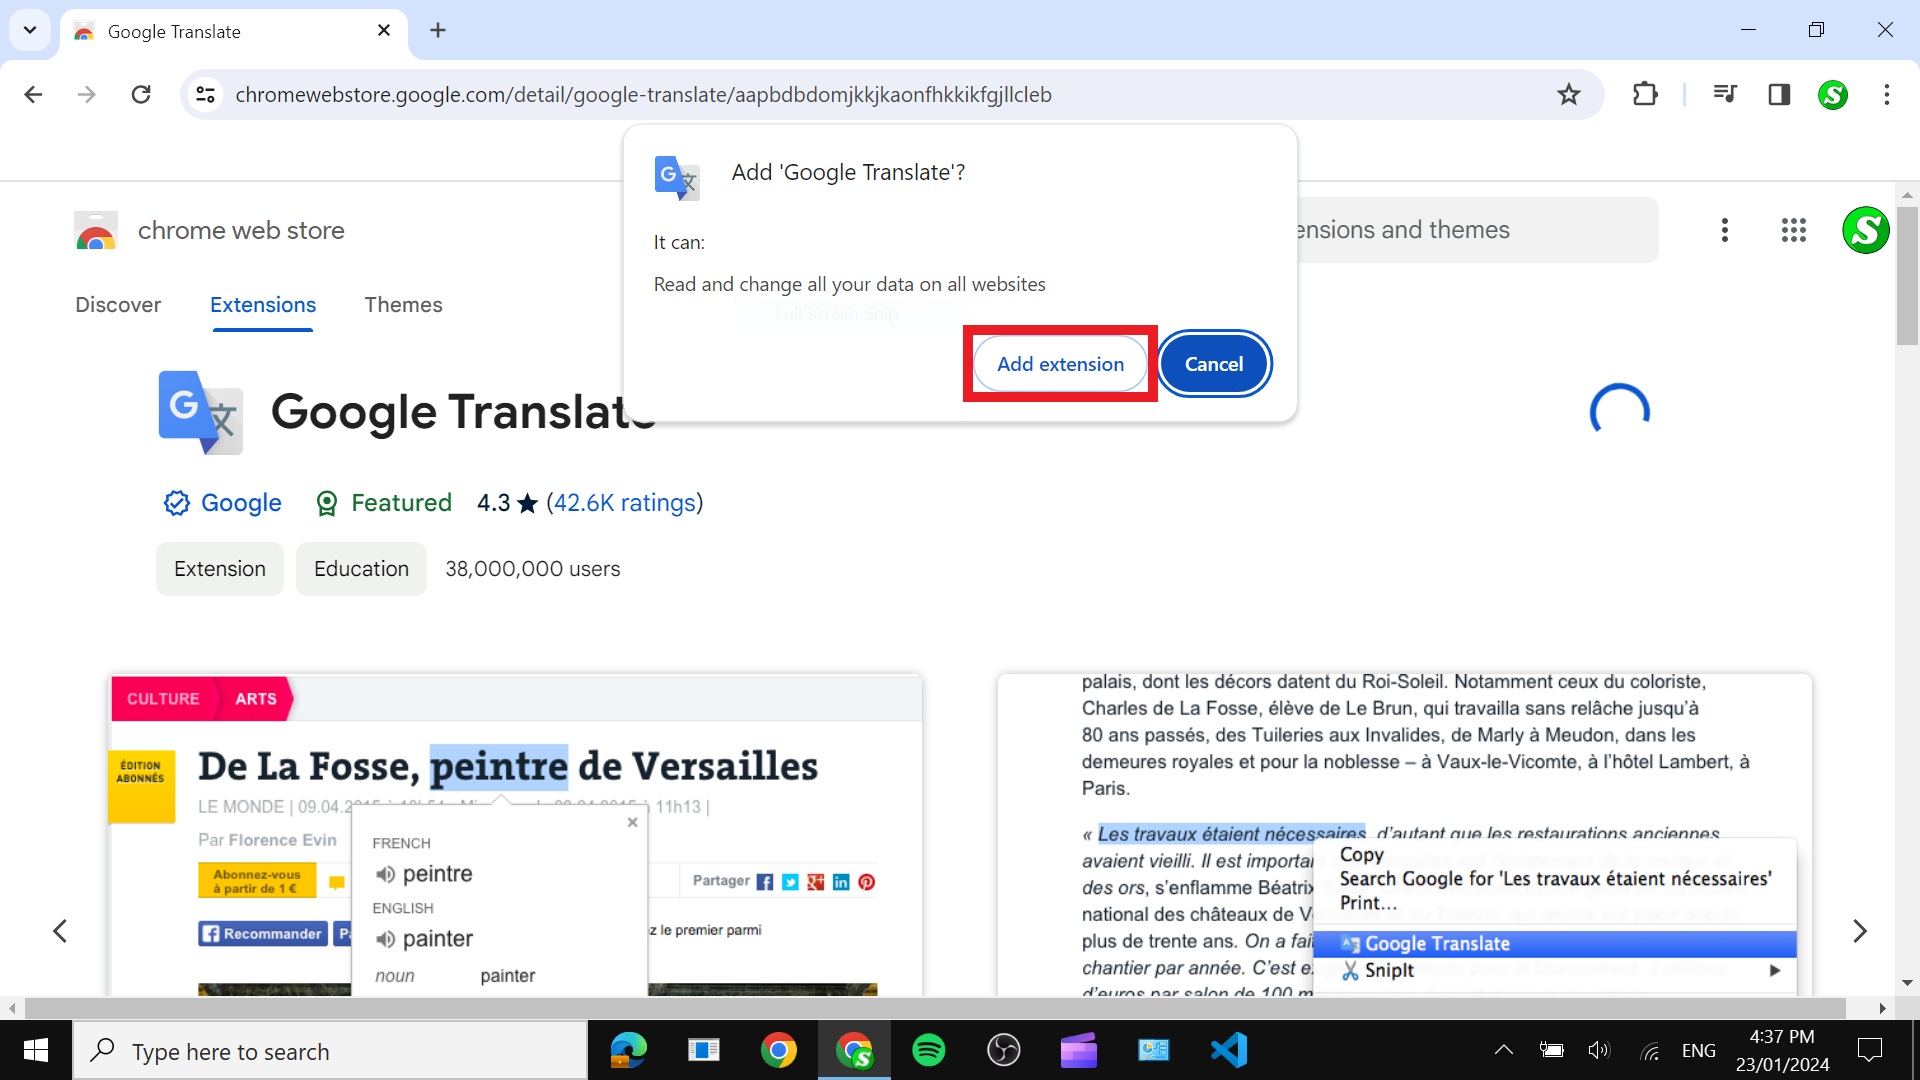 Google Translate
chromewebstore.google.com/detail/google-translate/aapbdbdomjkkjkaonfhkkikfgjllcleb
Add 'Google Translate'?
It can:
Read and change all your data on all websites
Full-screen Snip
Add extension
Cancel
chrome web store
ensions and themes
Discover
Extensions
Themes
Google Translate
Google
Featured
4.3 ★ (42.6K ratings)
Extension
Education
38,000,000 users
CULTURE
ARTS
ÉDITION
ABONNÉS
De La Fosse, peintre de Versailles
LE MONDE | 09.04.2015 à 11h13 |
Par Florence Evin
Abonnez-vous
à partir de 1 €
Partager
Recommander
z le premier parmi
×
FRENCH
peintre
ENGLISH
painter
noun painter
palais, dont les décors datent du Roi-Soleil. Notamment ceux du coloriste,
Charles de La Fosse, élève de Le Brun, qui travailla sans relâche jusqu'à
80 ans passés, des Tuileries aux Invalides, de Marly à Meudon, dans les
demeures royales et pour la noblesse – à Vaux-le-Vicomte, à l'hôtel Lambert, à
Paris.
« Les travaux étaient nécessaires, d'autant que les restaurations anciennes
avaient vieilli. Il est importan
des ors, s'enflamme Béatrix
national des châteaux de V
plus de trente ans. On a fai
chantier par année. C'est e
d'euros par salon de 100 m
Copy
Search Google for 'Les travaux étaient nécessaires'
Print...
Google Translate
SnipIt
Type here to search
ENG
4:37 PM
23/01/2024